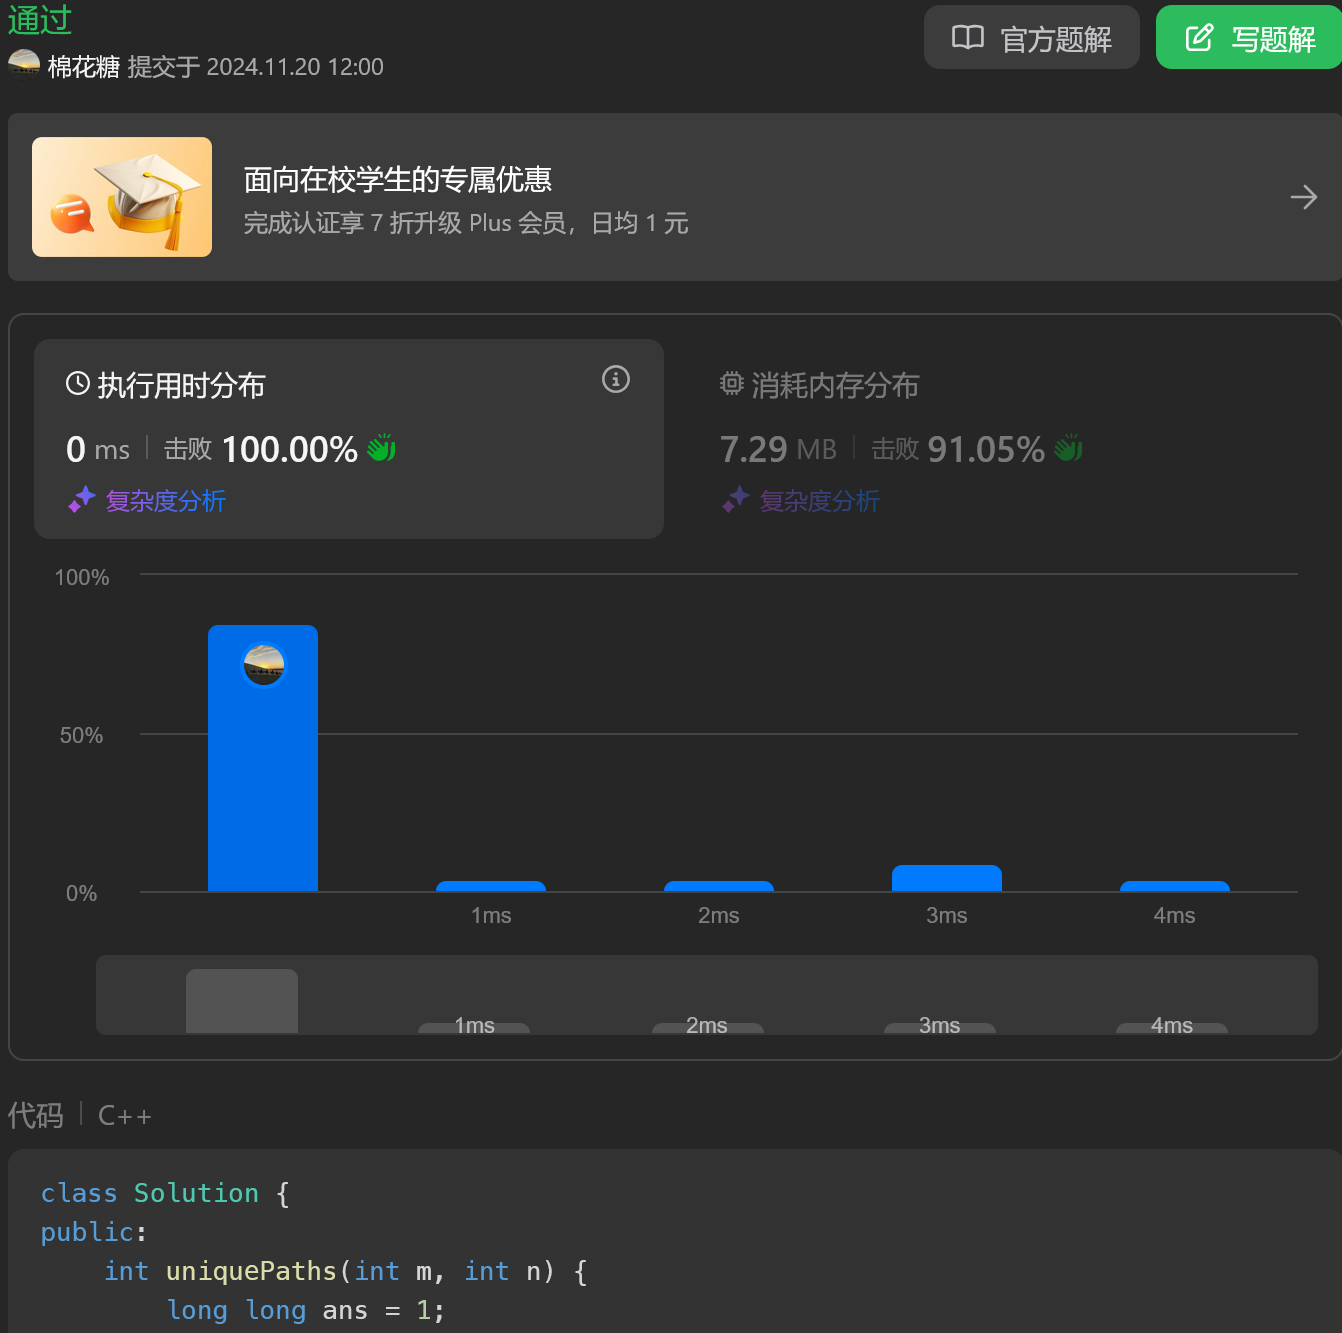 通过
官方题解
写题解
棉花糖 提交于 2024.11.20 12:00
面向在校学生的专属优惠
完成认证享 7 折升级 Plus 会员，日均 1 元
执行用时分布
0 ms 击败 100.00%
复杂度分析
消耗内存分布
7.29 MB 击败 91.05%
复杂度分析
100%
50%
0%
1ms 2ms 3ms 4ms
1ms 2ms 3ms 4ms
代码 C++
class Solution {
public:
    int uniquePaths(int m, int n) {
        long long ans = 1;